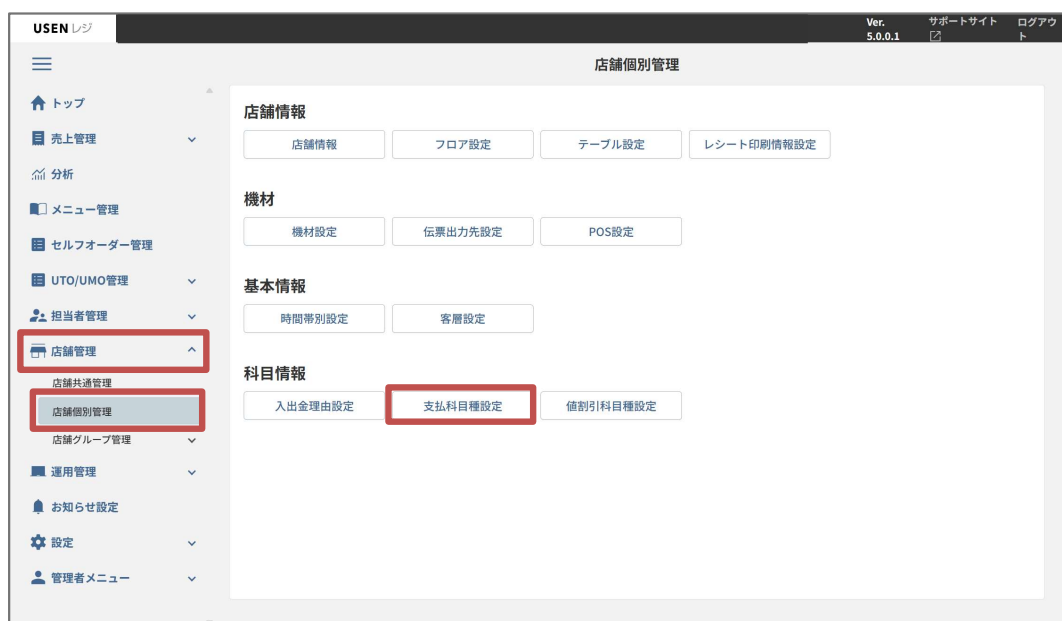 USEN レジ
Ver.
5.0.0.1
サポートサイト
ログアウ
ト
店舗個別管理
トップ
売上管理
分析
メニュー管理
セルフオーダー管理
UTO/UMO管理
担当者管理
店舗管理
店舗共通管理
店舗個別管理
店舗グループ管理
運用管理
お知らせ設定
設定
管理者メニュー
店舗情報
店舗情報 フロア設定 テーブル設定 レシート印刷情報設定
機材
機材設定 伝票出力先設定 POS設定
基本情報
時間帯別設定 客層設定
科目情報
入出金理由設定 支払科目種設定 値割引科目種設定